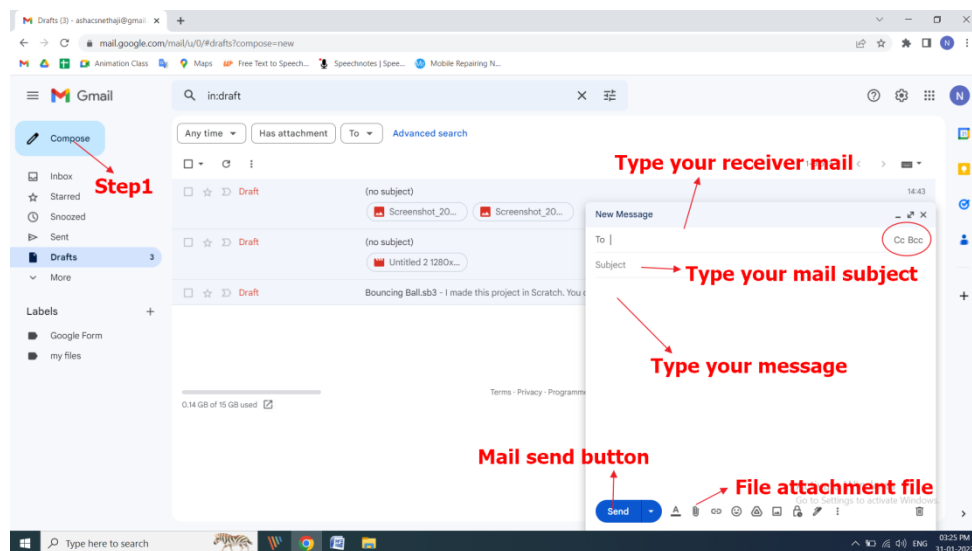 Drafts (3) - ashacsnethaji@gmail.
mail.google.com/mail/u/0/#drafts?compose=new
Animation Class Maps Free Text to Speech... Speechnotes | Spee... Mobile Repairing N...
Gmail
in:draft
N
Compose
Any time Has attachment To Advanced search
Step1
Type your receiver mail
Inbox
Starred
Snoozed
Sent
Drafts 3
More
Labels
Google Form
my files
Draft (no subject) 14:43
Screenshot_20... Screenshot_20...
Draft (no subject)
Untitled 2 1280x...
Draft Bouncing Ball.sb3 - I made this project in Scratch. You
New Message
To Cc Bcc
Subject
Type your mail subject
Type your message
0.14 GB of 15 GB used
Terms · Privacy · Programme
Mail send button
File attachment file
Go to Settings to activate Windows.
Send
Type here to search
ENG
03:25 PM